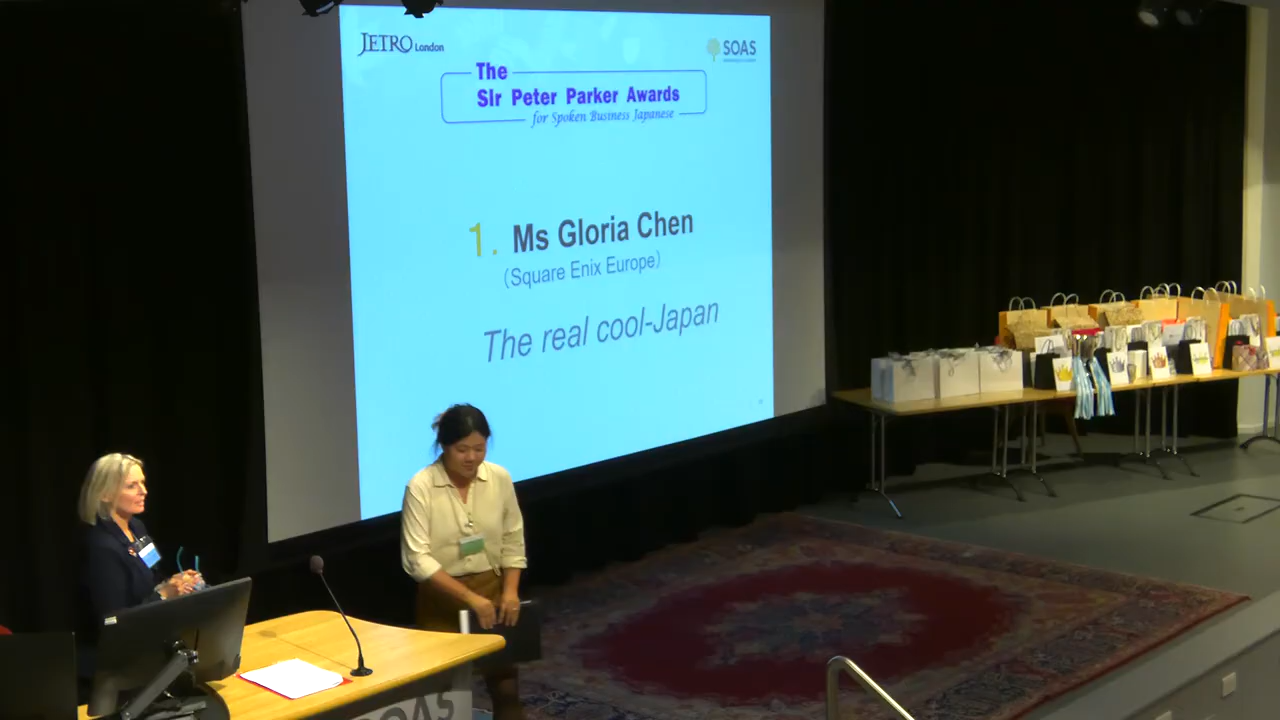 JETRO London
SOAS
The
SIr Peter Parker Awards
for Spoken Business Japanese
1. Ms Gloria Chen
(Square Enix Europe)
The real cool-Japan
SOAS